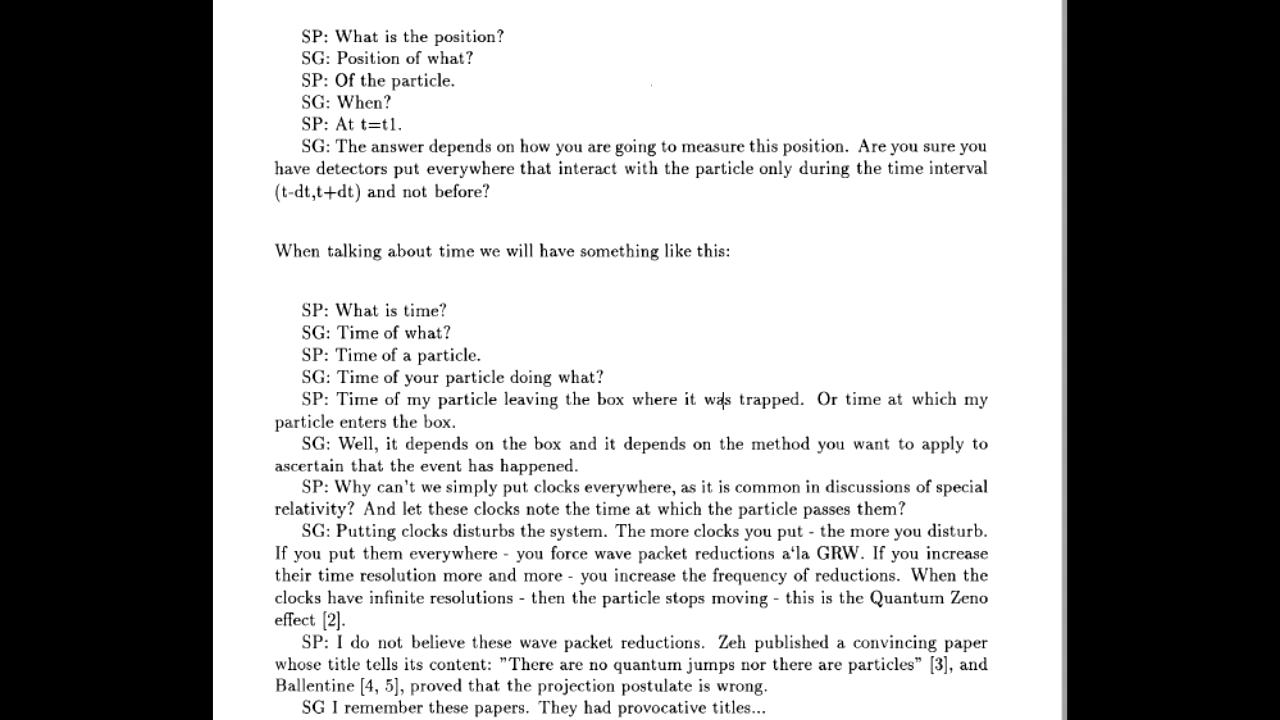 SP: What is the position?
SG: Position of what?
SP: Of the particle.
SG: When?
SP: At t=t1.
SG: The answer depends on how you are going to measure this position. Are you sure you
have detectors put everywhere that interact with the particle only during the time interval
(t-dt,t+dt) and not before?
When talking about time we will have something like this:
SP: What is time?
SG: Time of what?
SP: Time of a particle.
SG: Time of your particle doing what?
SP: Time of my particle leaving the box where it was trapped. Or time at which my
particle enters the box.
SG: Well, it depends on the box and it depends on the method you want to apply to
ascertain that the event has happened.
SP: Why can't we simply put clocks everywhere, as it is common in discussions of special
relativity? And let these clocks note the time at which the particle passes them?
SG: Putting clocks disturbs the system. The more clocks you put - the more you disturb.
If you put them everywhere - you force wave packet reductions a‘la GRW. If you increase
their time resolution more and more - you increase the frequency of reductions. When the
clocks have infinite resolutions - then the particle stops moving - this is the Quantum Zeno
effect [2].
SP: I do not believe these wave packet reductions. Zeh published a convincing paper
whose title tells its content: ”There are no quantum jumps nor there are particles” [3], and
Ballentine [4, 5], proved that the projection postulate is wrong.
SG I remember these papers. They had provocative titles...